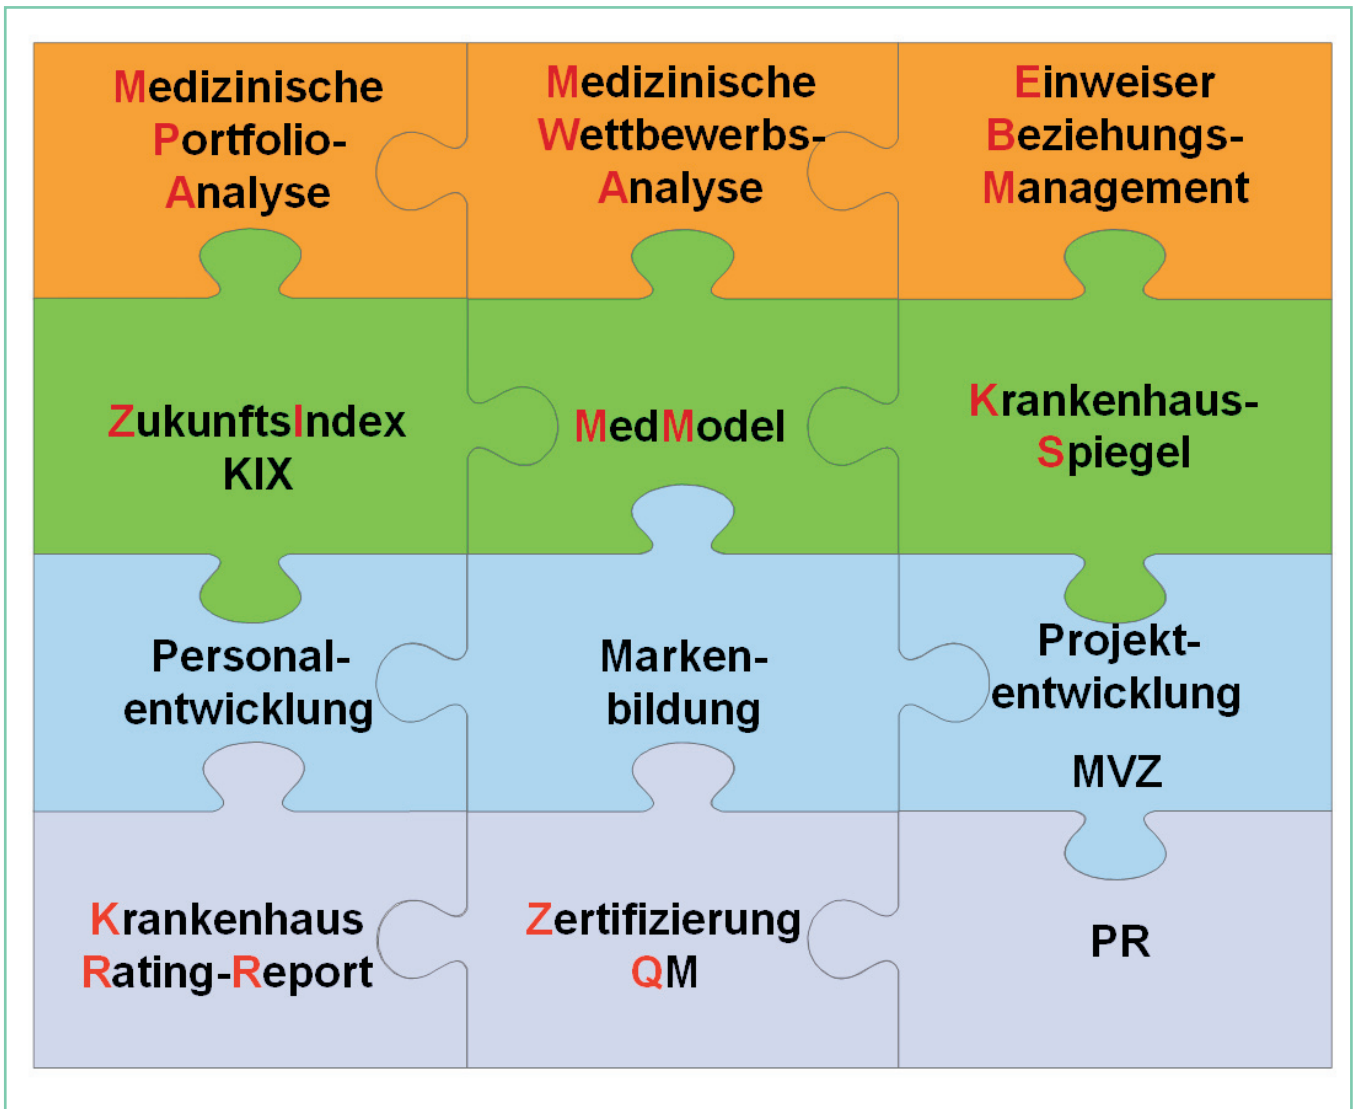 Medizinische
Portfolio-
Analyse
Medizinische
Wettbewerbs-
Analyse
Einweiser
Beziehungs-
Management
ZukunftsIndex
KIX
MedModel
Krankenhaus-
Spiegel
Personal-
entwicklung
Marken-
bildung
Projekt-
entwicklung
MVZ
Krankenhaus
Rating-Report
Zertifizierung
QM
PR